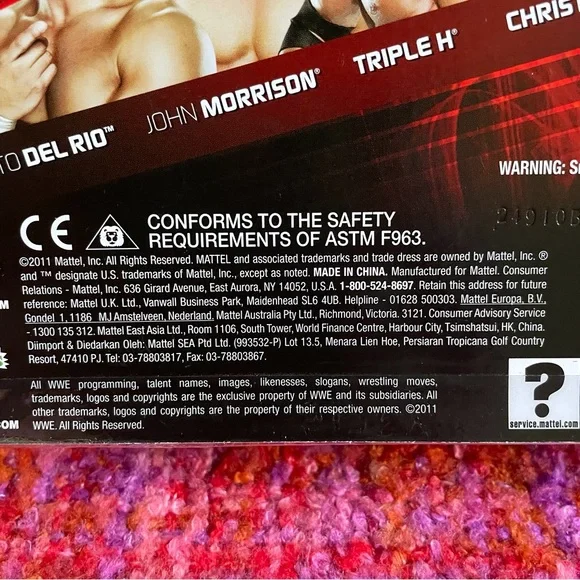 TO DEL RIO™
JOHN MORRISON®
TRIPLE H®
CHRIS
WARNING:
CE
CONFORMS TO THE SAFETY
REQUIREMENTS OF ASTM F963.
©2011 Mattel, Inc. All Rights Reserved. MATTEL and associated trademarks and trade dress are owned by Mattel, Inc. ®
and ™ designate U.S. trademarks of Mattel, Inc., except as noted. MADE IN CHINA. Manufactured for Mattel. Consumer
Relations - Mattel, Inc. 636 Girard Avenue, East Aurora, NY 14052, U.S.A. 1-800-524-8697. Retain this address for future
reference: Mattel U.K. Ltd., Vanwall Business Park, Maidenhead SL6 4UB. Helpline - 01628 500303. Mattel Europa, B.V.,
Gondel 1, 1186 MJ Amstelveen, Nederland. Mattel Australia Pty Ltd., Richmond, Victoria. 3121. Consumer Advisory Service
- 1300 135 312. Mattel East Asia Ltd., Room 1106, South Tower, World Finance Centre, Harbour City, Tsimshatsui, HK, China.
Diimport & Diedarkan Oleh: Mattel SEA Ptd Ltd. (993532-P) Lot 13.5, Menara Lien Hoe, Persiaran Tropicana Golf Country
Resort, 47410 PJ. Tel: 03-78803817, Fax: 03-78803867.
All WWE programming, talent names, images, likenesses, slogans, wrestling moves,
trademarks, logos and copyrights are the exclusive property of WWE and its subsidiaries. All
other trademarks, logos and copyrights are the property of their respective owners. ©2011
WWE. All Rights Reserved.
?
service.mattel.com